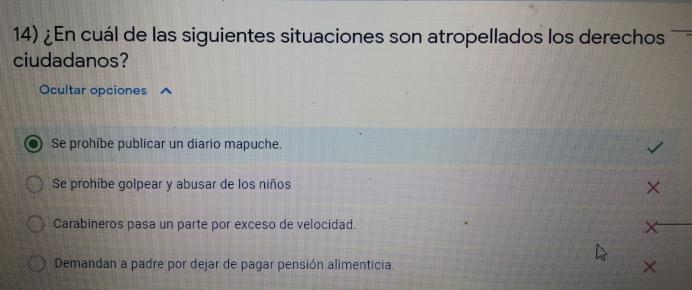 14) ¿En cuál de las siguientes situaciones son atropellados los derechos
ciudadanos?
Ocultar opciones
Se prohíbe publicar un diario mapuche.
Se prohíbe golpear y abusar de los niños
Carabineros pasa un parte por exceso de velocidad.
Demandan a padre por dejar de pagar pensión alimenticia.